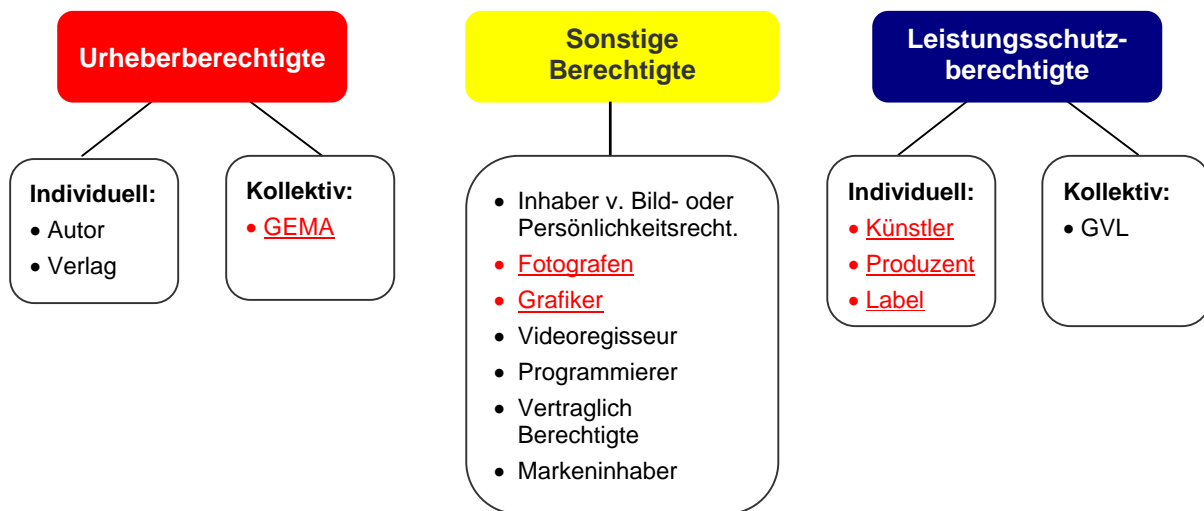 Urheberberechtigte
Individuell:
• Autor
• Verlag
Kollektiv:
• GEMA
Sonstige
Berechtigte
• Inhaber v. Bild- oder
Persönlichkeitsrecht.
• Fotografen
• Grafiker
• Videoregisseur
• Programmierer
• Vertraglich
Berechtigte
• Markeninhaber
Leistungsschutz-
berechtigte
Individuell:
• Künstler
• Produzent
• Label
Kollektiv:
• GVL